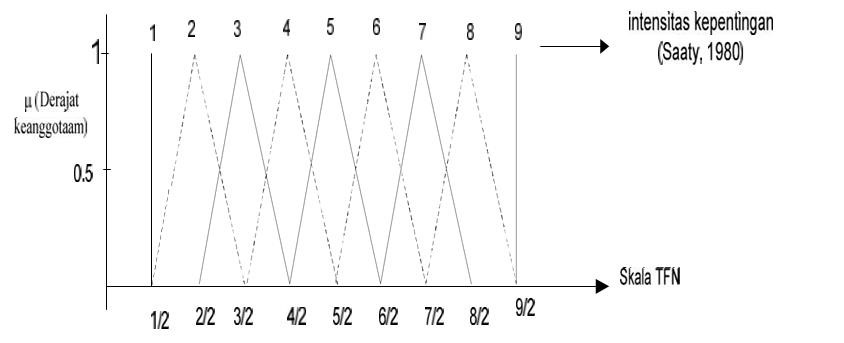 1 2 3 4 5 6 7 8 9
intensitas kepentingan
(Saaty, 1980)
1
μ (Derajat
keanggotaam)
0.5
Skala TFN
1/2 2/2 3/2 4/2 5/2 6/2 7/2 8/2 9/2